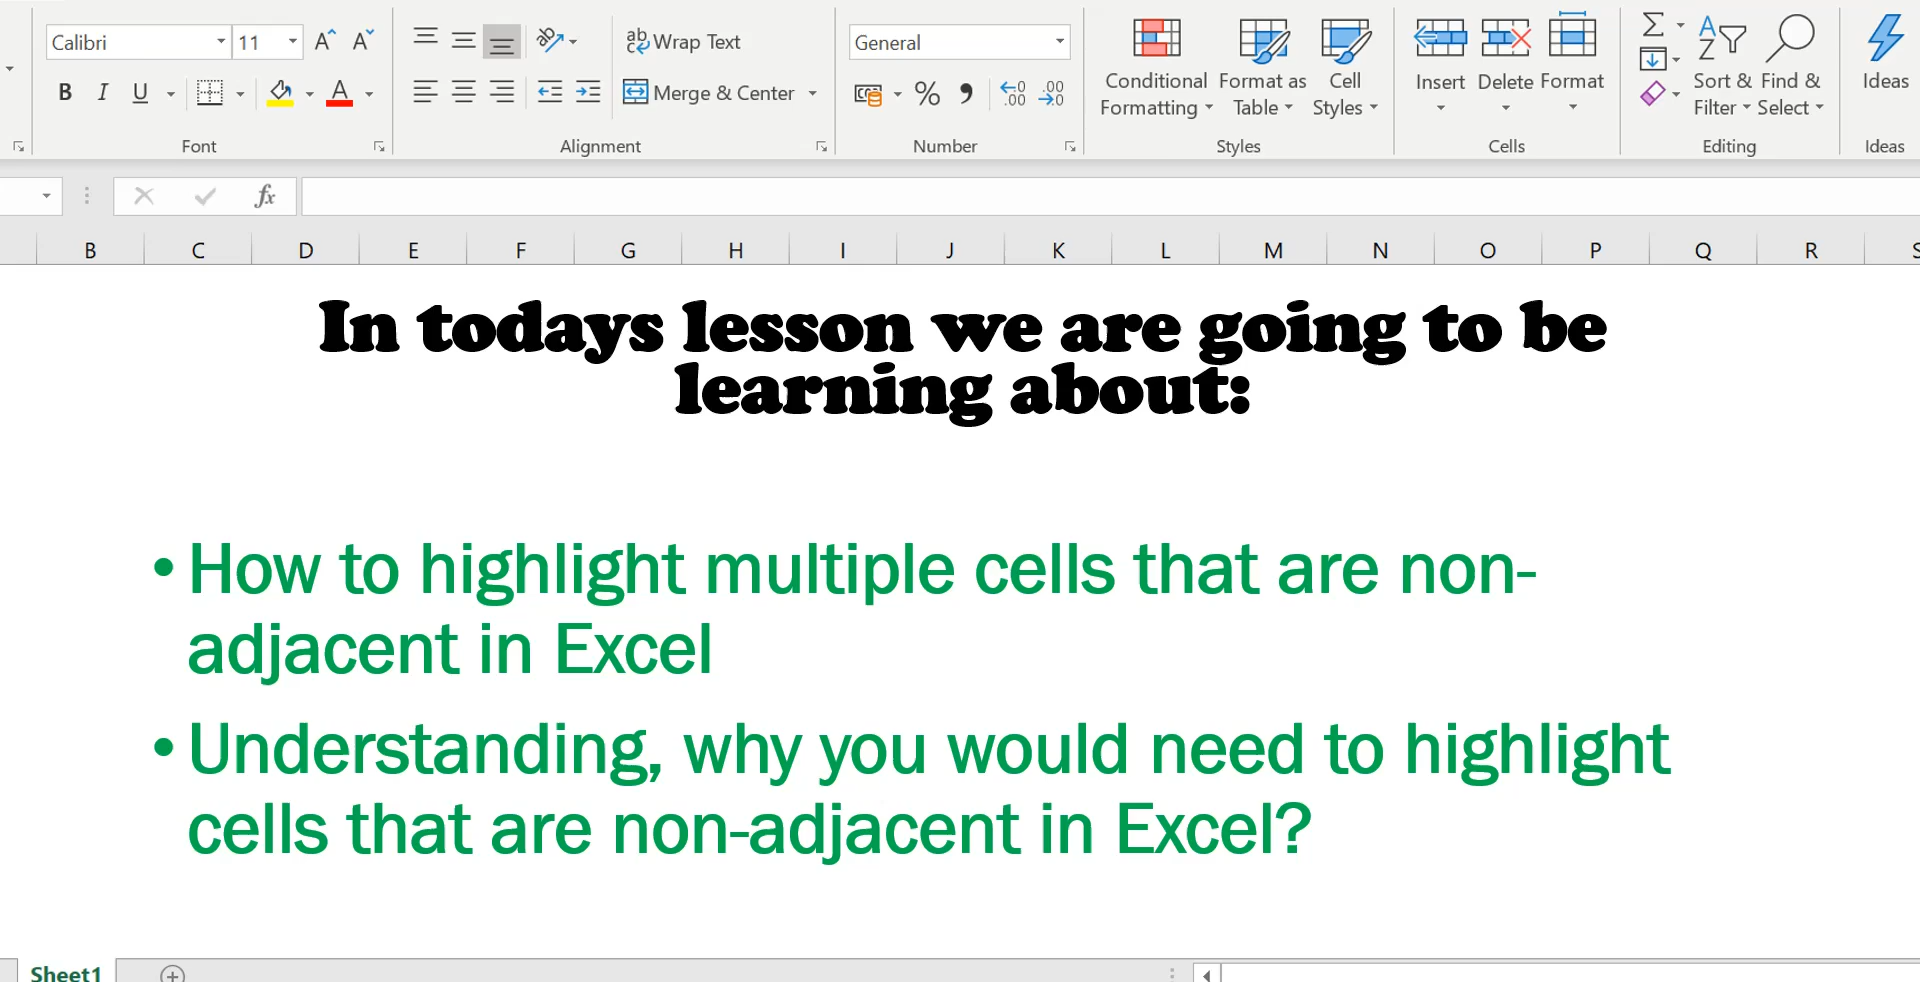 Calibri 11 A A Wrap Text General
B I U A Merge & Center % , .00 .00
Conditional Formatting Format as Table Cell Styles Insert Delete Format Sort & Filter Find & Select Ideas
Font Alignment Number Styles Cells Editing Ideas
fx
B C D E F G H I J K L M N O P Q R S
In todays lesson we are going to be
learning about:
• How to highlight multiple cells that are non-
adjacent in Excel
• Understanding, why you would need to highlight
cells that are non-adjacent in Excel?
Sheet1